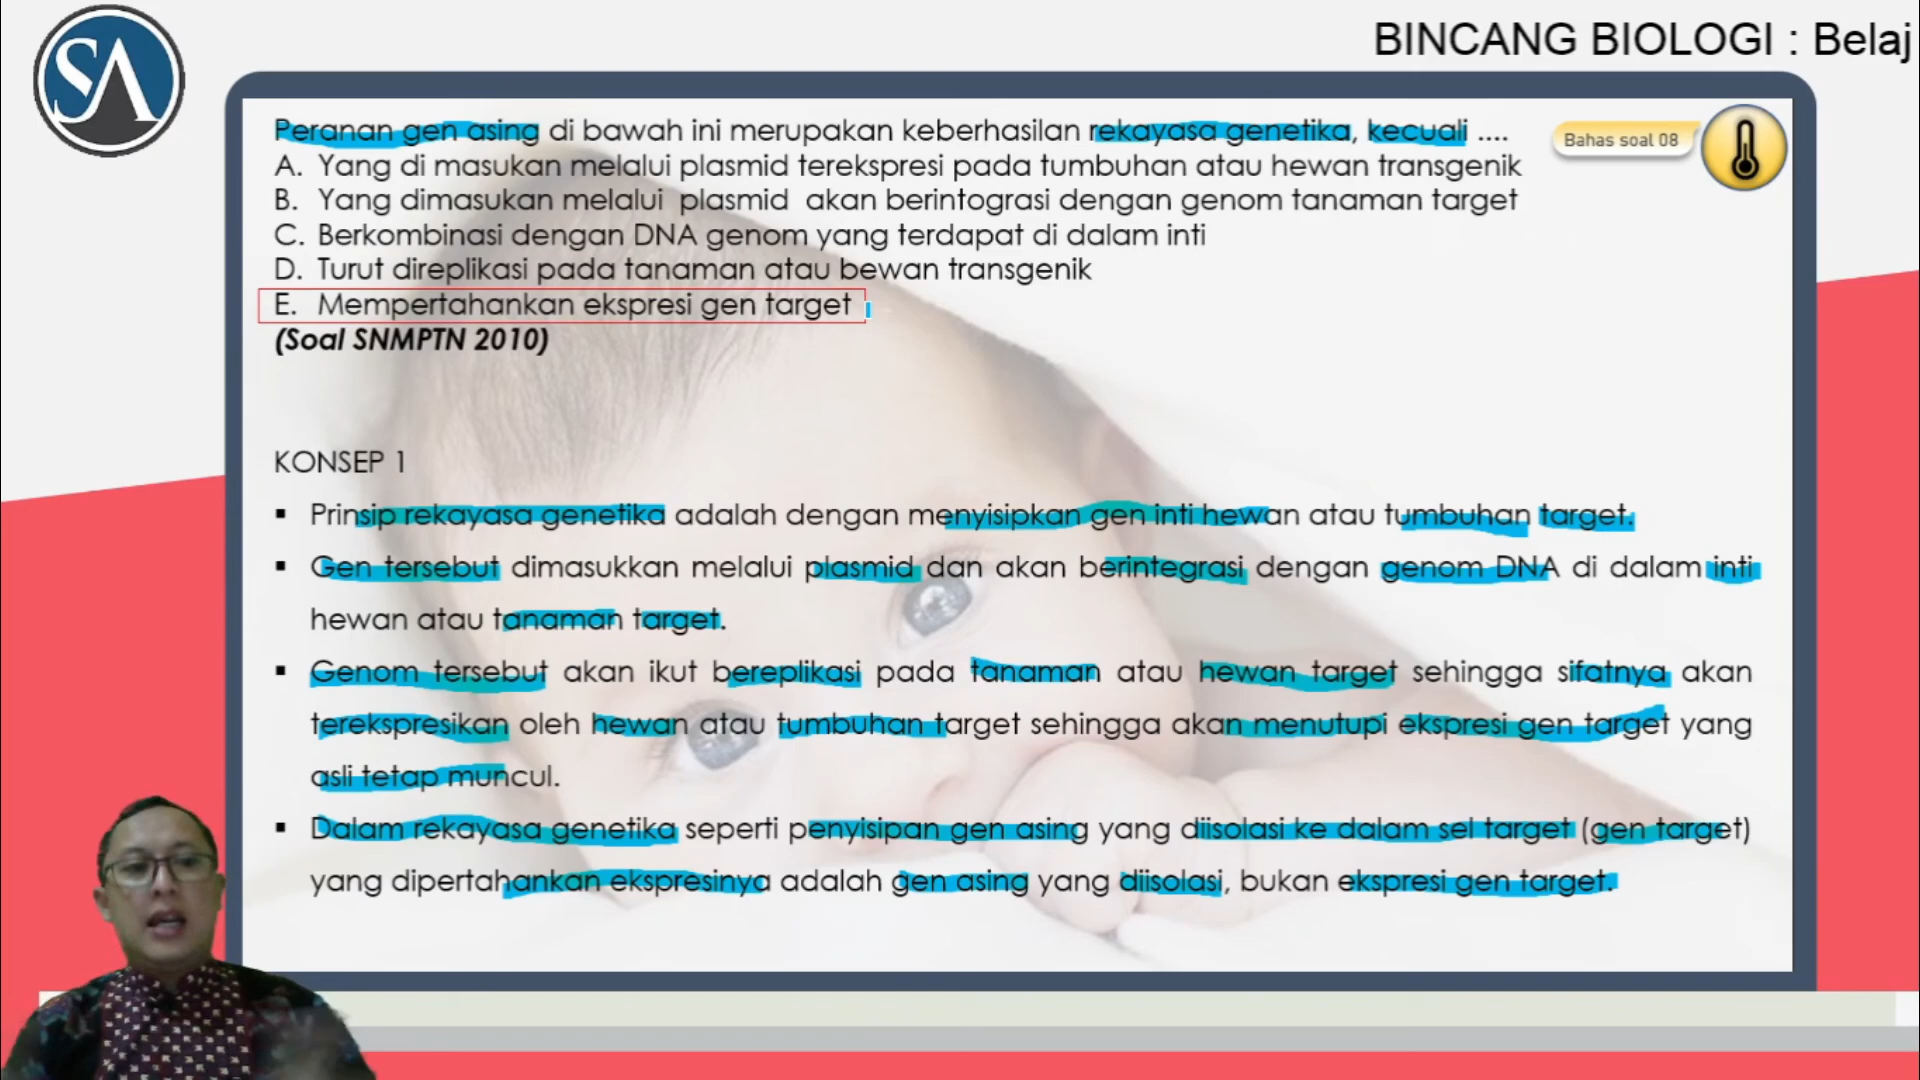 SA
BINCANG BIOLOGI : Belaj
Peranan gen asing di bawah ini merupakan keberhasilan rekayasa genetika, kecuali ....
Bahas soal 08
A. Yang di masukan melalui plasmid terekspresi pada tumbuhan atau hewan transgenik
B. Yang dimasukan melalui plasmid akan berintograsi dengan genom tanaman target
C. Berkombinasi dengan DNA genom yang terdapat di dalam inti
D. Turut direplikasi pada tanaman atau bewan transgenik
E. Mempertahankan ekspresi gen target
(Soal SNMPTN 2010)
KONSEP 1
▪ Prinsip rekayasa genetika adalah dengan menyisipkan gen inti hewan atau tumbuhan target.
▪ Gen tersebut dimasukkan melalui plasmid dan akan berintegrasi dengan genom DNA di dalam inti
hewan atau tanaman target.
▪ Genom tersebut akan ikut bereplikasi pada tanaman atau hewan target sehingga sifatnya akan
terekspresikan oleh hewan atau tumbuhan target sehingga akan menutupi ekspresi gen target yang
asli tetap muncul.
▪ Dalam rekayasa genetika seperti penyisipan gen asing yang diisolasi ke dalam sel target (gen target)
yang dipertahankan ekspresinya adalah gen asing yang diisolasi, bukan ekspresi gen target.